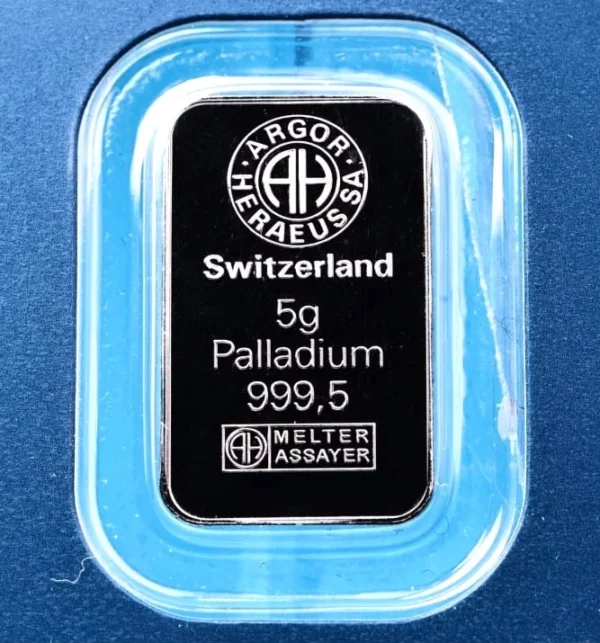 · ARGOR ·
HERAEUS SA
AH
Switzerland
5g
Palladium
999,5
AH MELTER
ASSAYER